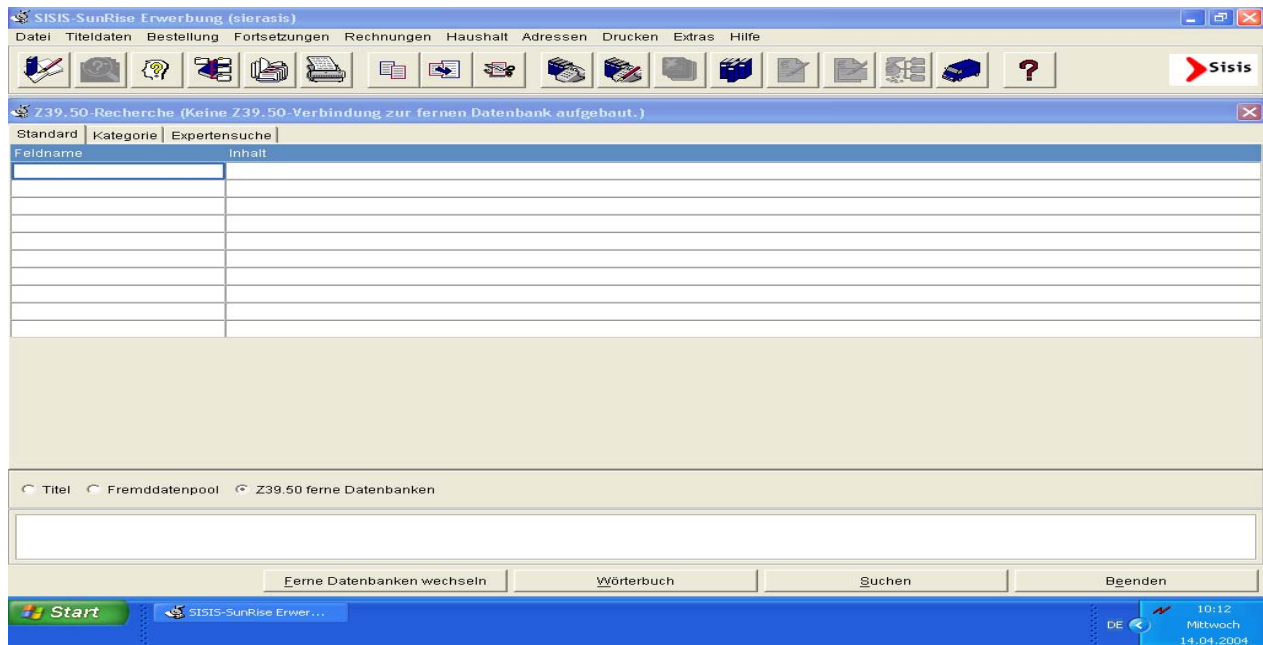 SISIS-SunRise Erwerbung (sierasis)
Datei Titeldaten Bestellung Fortsetzungen Rechnungen Haushalt Adressen Drucken Extras Hilfe
? Sisis
Z39.50-Recherche (Keine Z39.50-Verbindung zur fernen Datenbank aufgebaut.)
Standard Kategorie Expertensuche
Feldname Inhalt
Titel Fremddatenpool Z39.50 ferne Datenbanken
Ferne Datenbanken wechseln Wörterbuch Suchen Beenden
Start SISIS-SunRise Erwer... DE 10:12
Mittwoch
14.04.2004